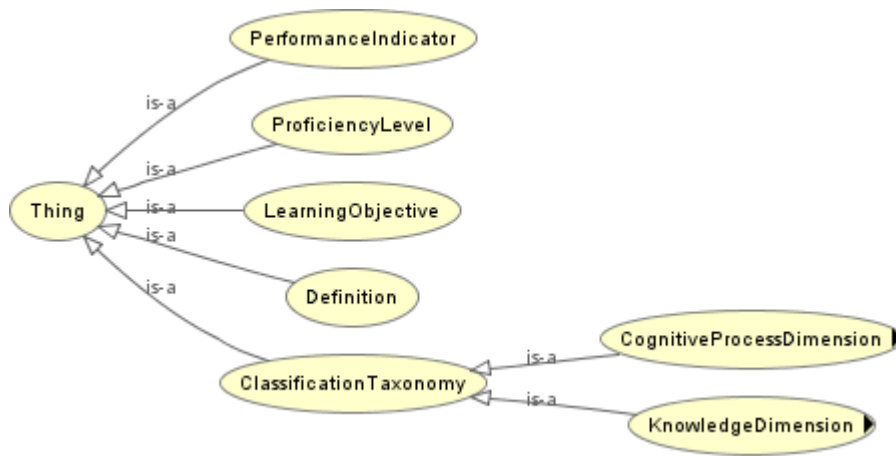 PerformanceIndicator
is-a
ProficiencyLevel
is-a
Thing
is-a
LearningObjective
is-a
Definition
is-a
CognitiveProcessDimension
is-a
ClassificationTaxonomy
is-a
KnowledgeDimension